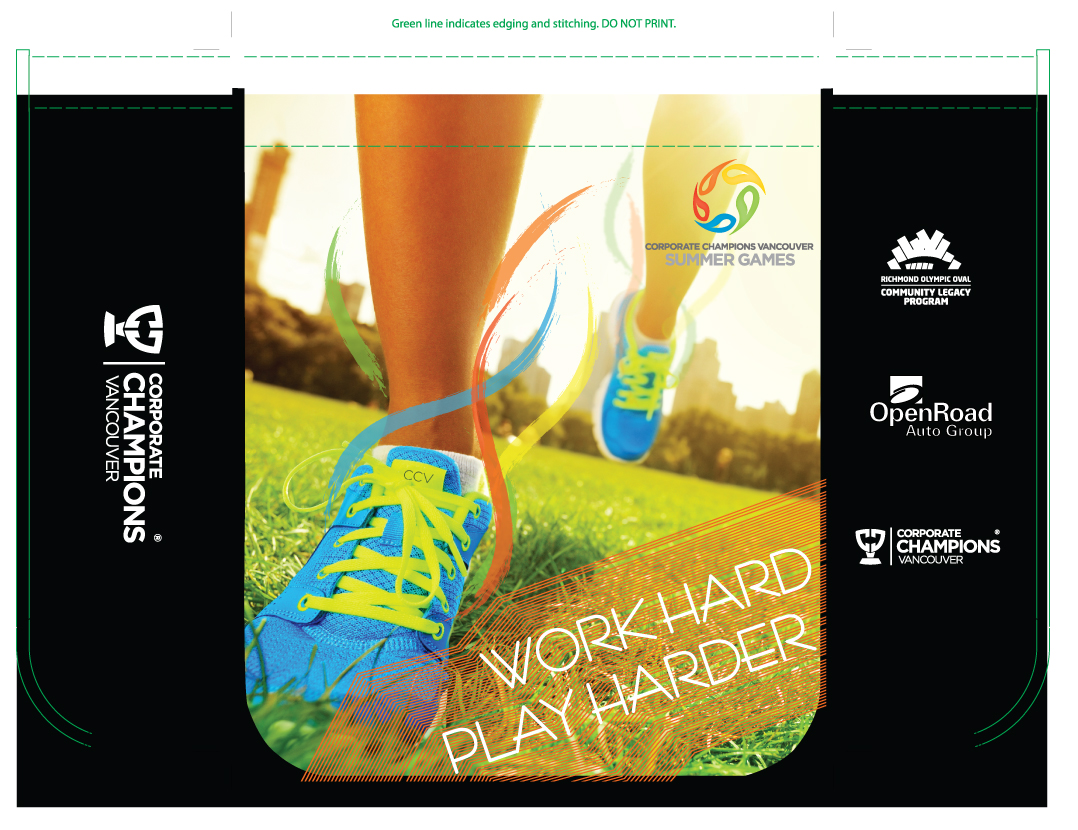 Green line indicates edging and stitching. DO NOT PRINT.
CORPORATE
CHAMPIONS
VANCOUVER
®
CORPORATE CHAMPIONS VANCOUVER
SUMMER GAMES
CCV
WORK HARD
PLAY HARDER
RICHMOND OLYMPIC OVAL
COMMUNITY LEGACY
PROGRAM
OpenRoad
Auto Group
CORPORATE ®
CHAMPIONS
VANCOUVER